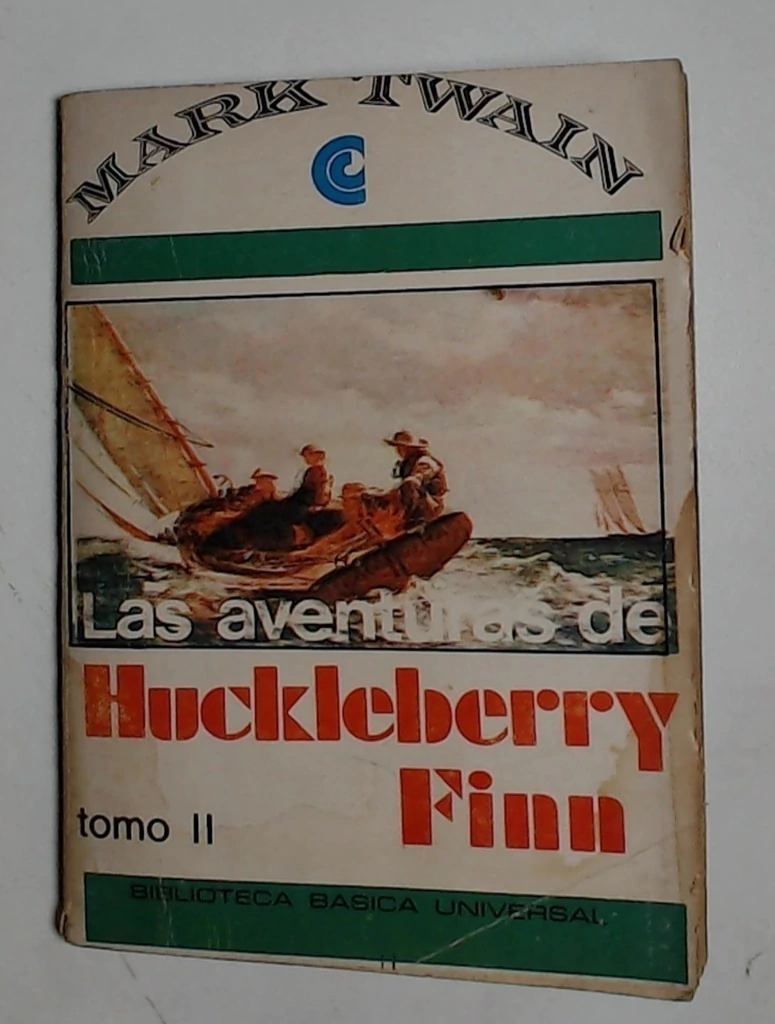 MARK TWAIN
Las aventuras de
Huckleberry
Finn
tomo II
BIBLIOTECA BASICA UNIVERSAL